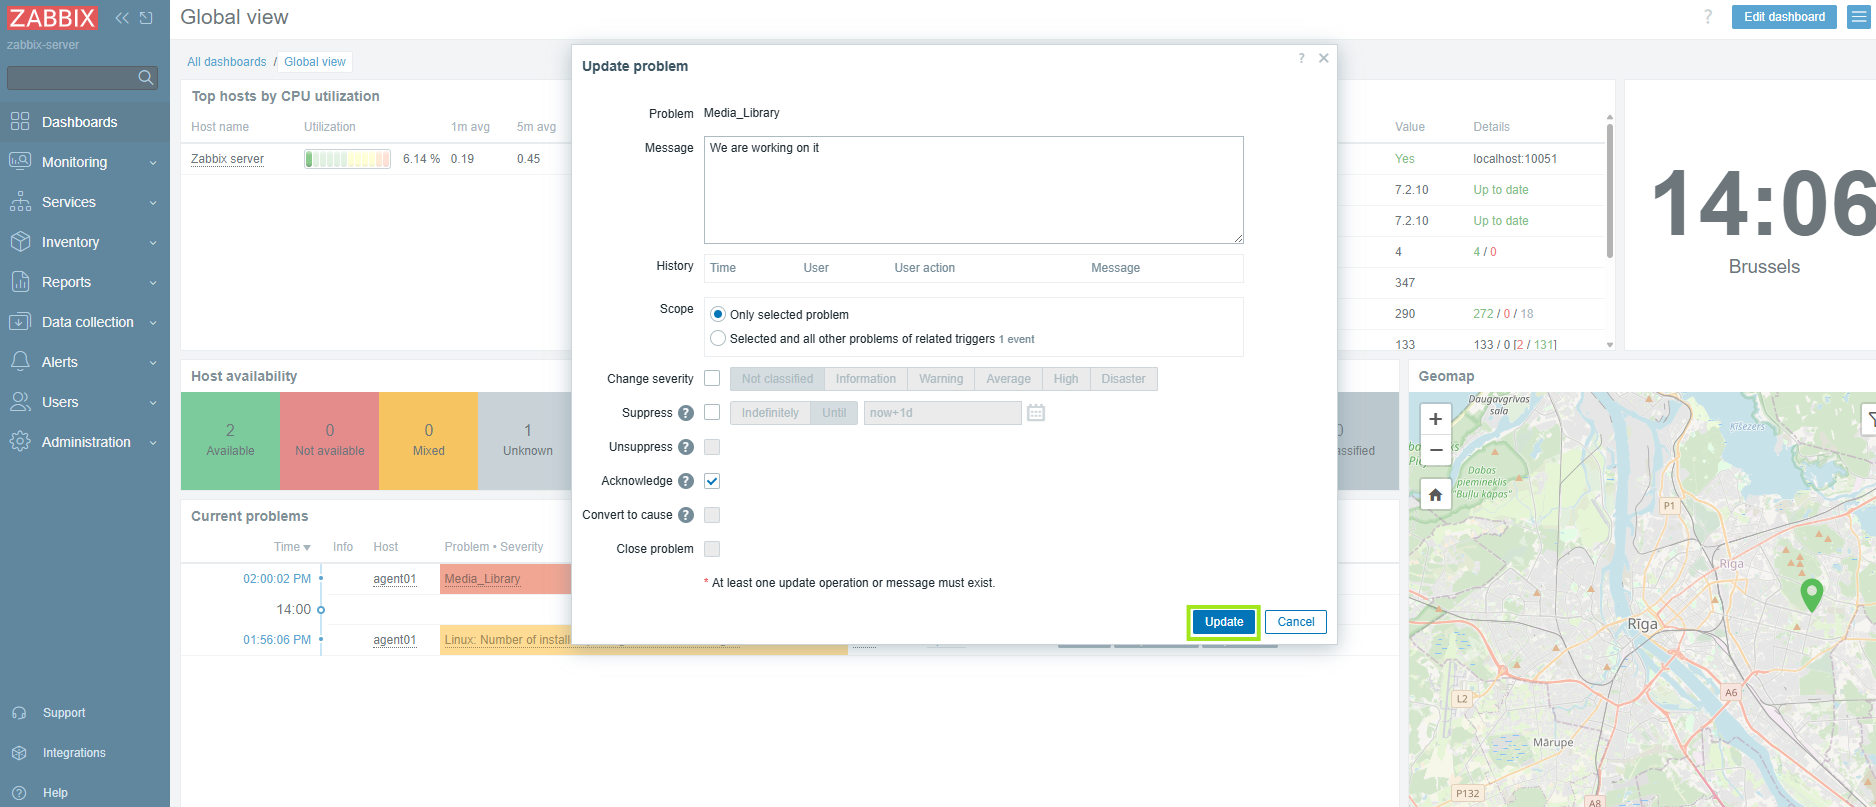 ZABBIX
zabbix-server
Dashboards
Monitoring
Services
Inventory
Reports
Data collection
Alerts
Users
Administration
Support
Integrations
Help
Global view
?
Edit dashboard
All dashboards / Global view
Top hosts by CPU utilization
Host name Utilization 1m avg 5m avg
Zabbix server 6.14 % 0.19 0.45
Value Details
Yes localhost:10051
7.2.10 Up to date
7.2.10 Up to date
4 4 / 0
347
290 272 / 0 / 18
133 133 / 0 [2 / 131]
14:06
Brussels
Host availability
2 Available
0 Not available
0 Mixed
1 Unknown
0
assified
Current problems
Time Info Host Problem • Severity
02:00:02 PM agent01 Media_Library
14:00
01:56:06 PM agent01 Linux: Number of install
Update problem
?
Problem Media_Library
Message We are working on it
History Time User User action Message
Scope Only selected problem
Selected and all other problems of related triggers 1 event
Change severity Not classified Information Warning Average High Disaster
Suppress ? Indefinitely Until now+1d
Unsuppress ?
Acknowledge ?
Convert to cause ?
Close problem
* At least one update operation or message must exist.
Update Cancel
Geomap
+
−
Daugavgrīvas
sala
Ķīšezers
Dabas
piemineklis
"Buļļu kāpas"
P1
Rīga
Rīga
A6
L2
Mārupe
P132
A8